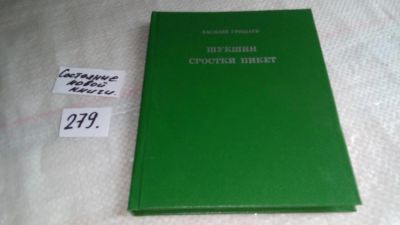 ВАСИЛИЙ ГРИШАЕВ
ШУКШИН
СРОСТКИ ПИКЕТ
Состояние
новой
книги.
279.